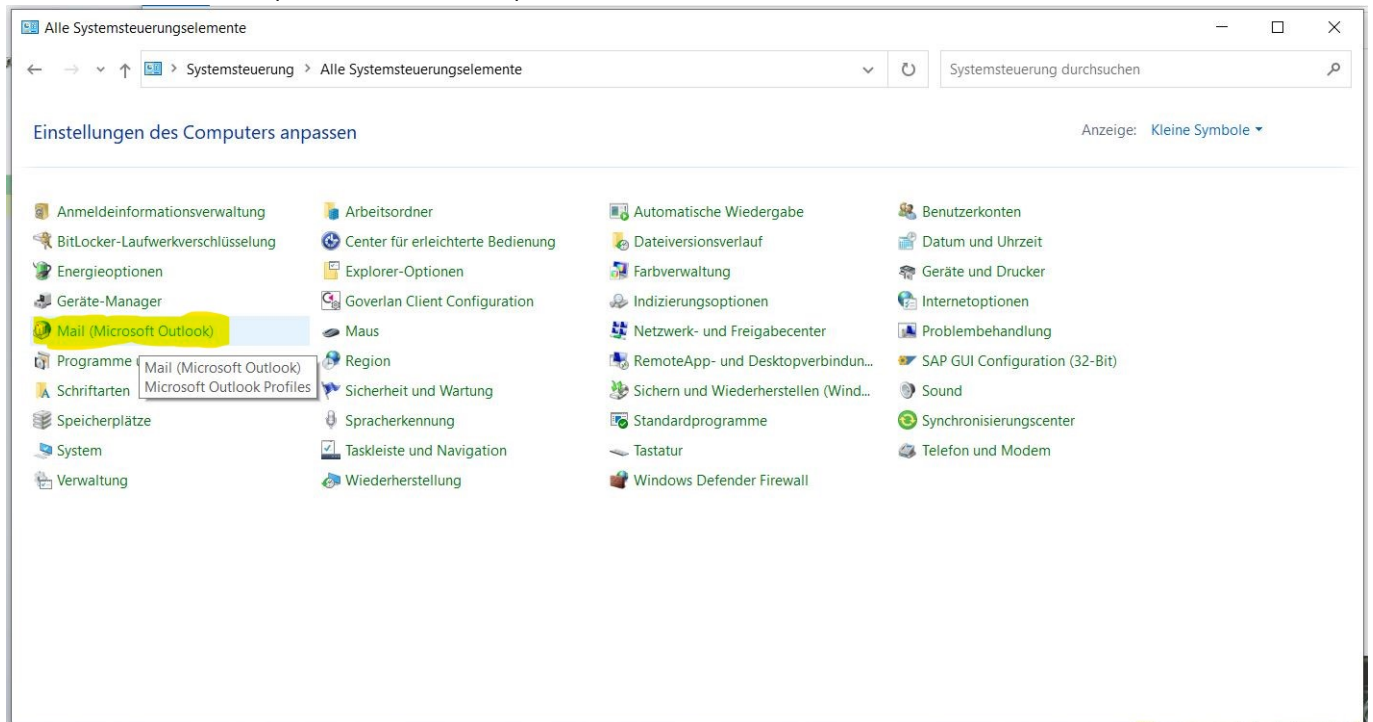 Alle Systemsteuerungselemente
Systemsteuerung > Alle Systemsteuerungselemente
Systemsteuerung durchsuchen
Einstellungen des Computers anpassen
Anzeige: Kleine Symbole
Anmeldeinformationsverwaltung Arbeitsordner Automatische Wiedergabe Benutzerkonten
BitLocker-Laufwerkverschlüsselung Center für erleichterte Bedienung Dateiversionsverlauf Datum und Uhrzeit
Energieoptionen Explorer-Optionen Farbverwaltung Geräte und Drucker
Geräte-Manager Goverlan Client Configuration Indizierungsoptionen Internetoptionen
Mail (Microsoft Outlook) Maus Netzwerk- und Freigabecenter Problembehandlung
Programme Region RemoteApp- und Desktopverbindun... SAP GUI Configuration (32-Bit)
Mail (Microsoft Outlook)
Microsoft Outlook Profiles
Schriftarten Sicherheit und Wartung Sichern und Wiederherstellen (Wind... Sound
Speicherplätze Spracherkennung Standardprogramme Synchronisierungscenter
System Taskleiste und Navigation Tastatur Telefon und Modem
Verwaltung Wiederherstellung Windows Defender Firewall